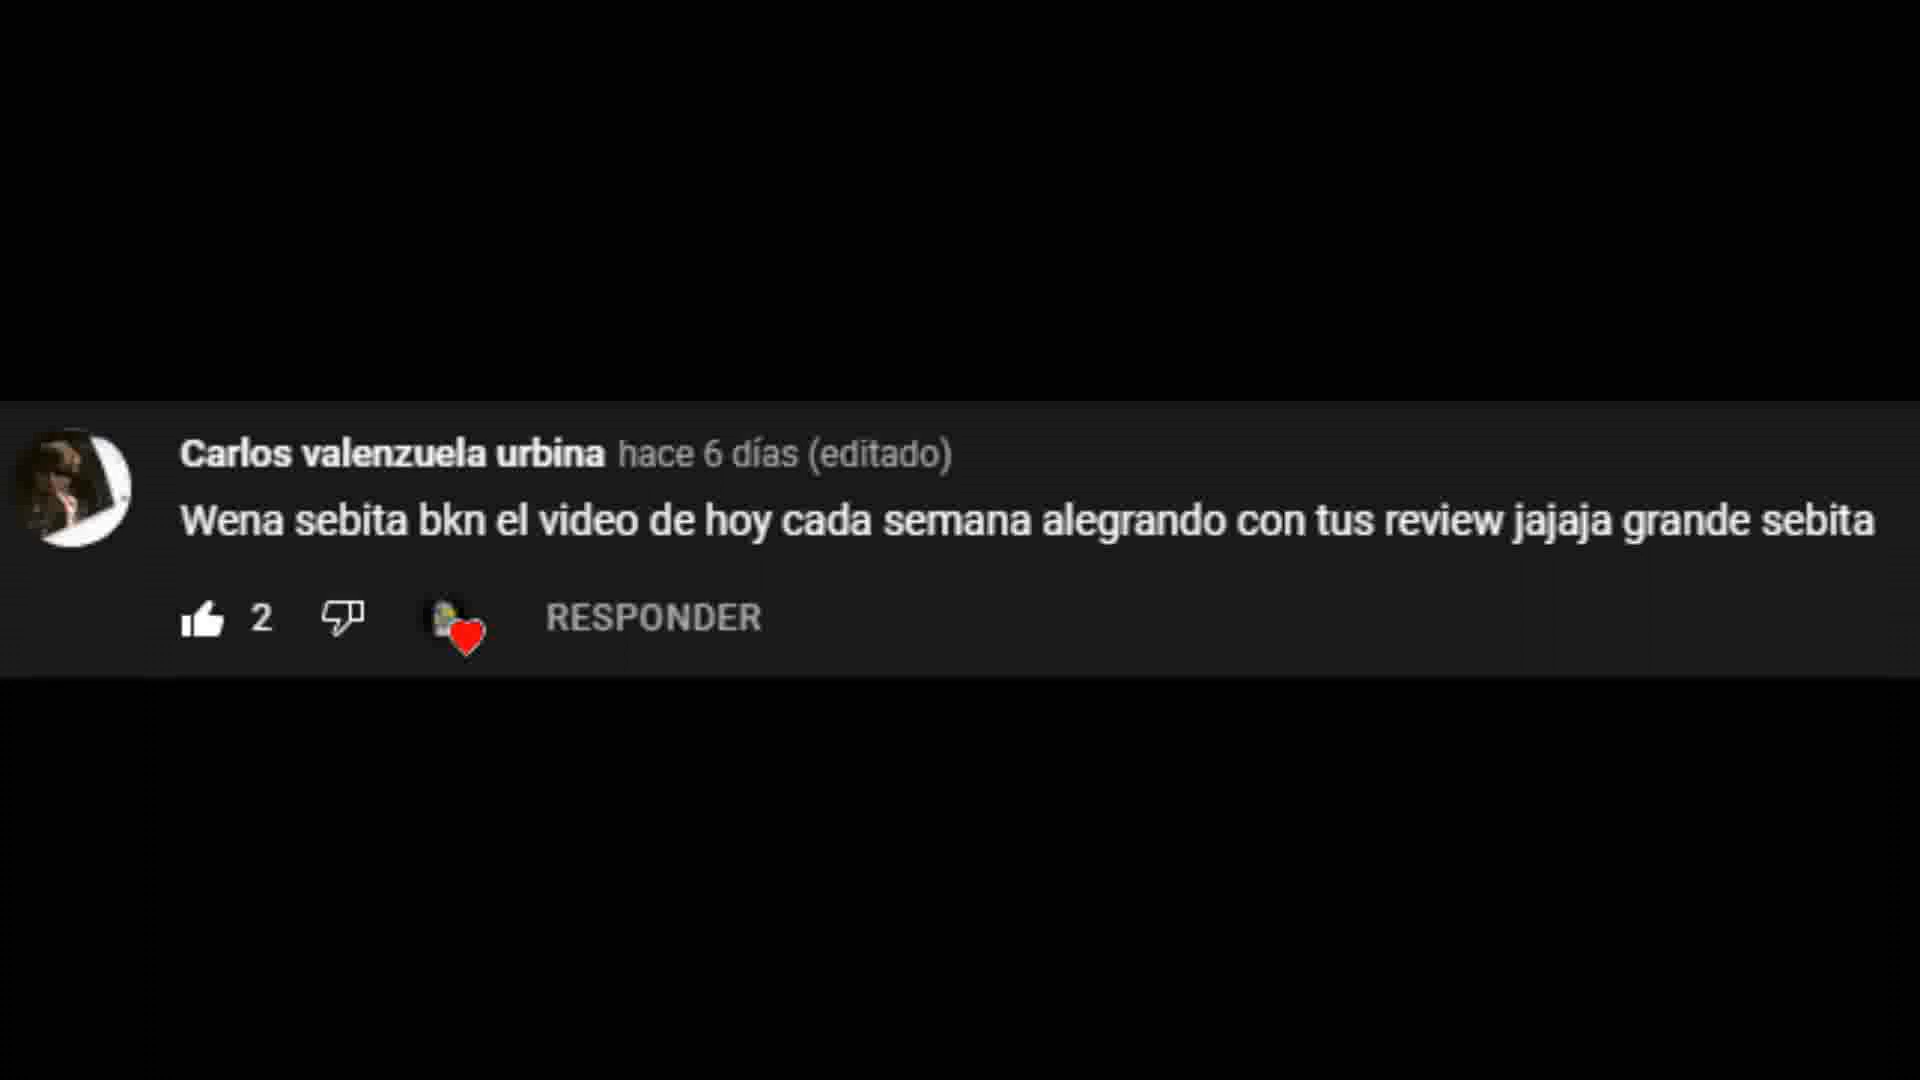 Carlos valenzuela urbina hace 6 días (editado)
Wena sebita bkn el video de hoy cada semana alegrando con tus review jajaja grande sebita
2 RESPONDER